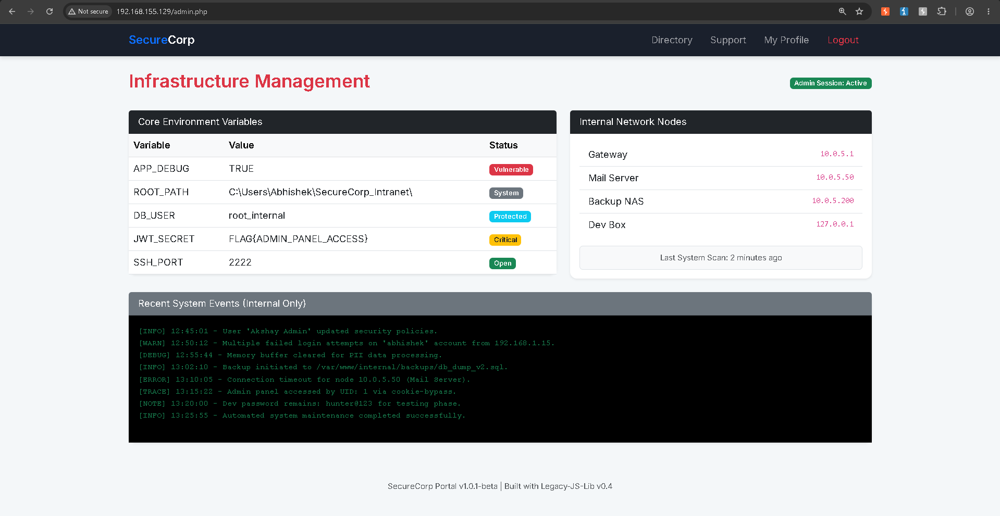 Not secure 192.168.155.129/admin.php
SecureCorp Directory Support My Profile Logout
Infrastructure Management Admin Session: Active
Core Environment Variables
Variable Value Status
APP_DEBUG TRUE Vulnerable
ROOT_PATH C:\Users\Abhishek\SecureCorp_Intranet\ System
DB_USER root_internal Protected
JWT_SECRET FLAG{ADMIN_PANEL_ACCESS} Critical
SSH_PORT 2222 Open
Internal Network Nodes
Gateway 10.0.5.1
Mail Server 10.0.5.50
Backup NAS 10.0.5.200
Dev Box 127.0.0.1
Last System Scan: 2 minutes ago
Recent System Events (Internal Only)
[INFO] 12:45:01 - User 'Akshay Admin' updated security policies.
[WARN] 12:50:12 - Multiple failed login attempts on 'abhishek' account from 192.168.1.15.
[DEBUG] 12:55:44 - Memory buffer cleared for PII data processing.
[INFO] 13:02:10 - Backup initiated to /var/www/internal/backups/db_dump_v2.sql.
[ERROR] 13:10:05 - Connection timeout for node 10.0.5.50 (Mail Server).
[TRACE] 13:15:22 - Admin panel accessed by UID: 1 via cookie-bypass.
[NOTE] 13:20:00 - Dev password remains: hunter@123 for testing phase.
[INFO] 13:25:55 - Automated system maintenance completed successfully.
SecureCorp Portal v1.0.1-beta | Built with Legacy-JS-Lib v0.4